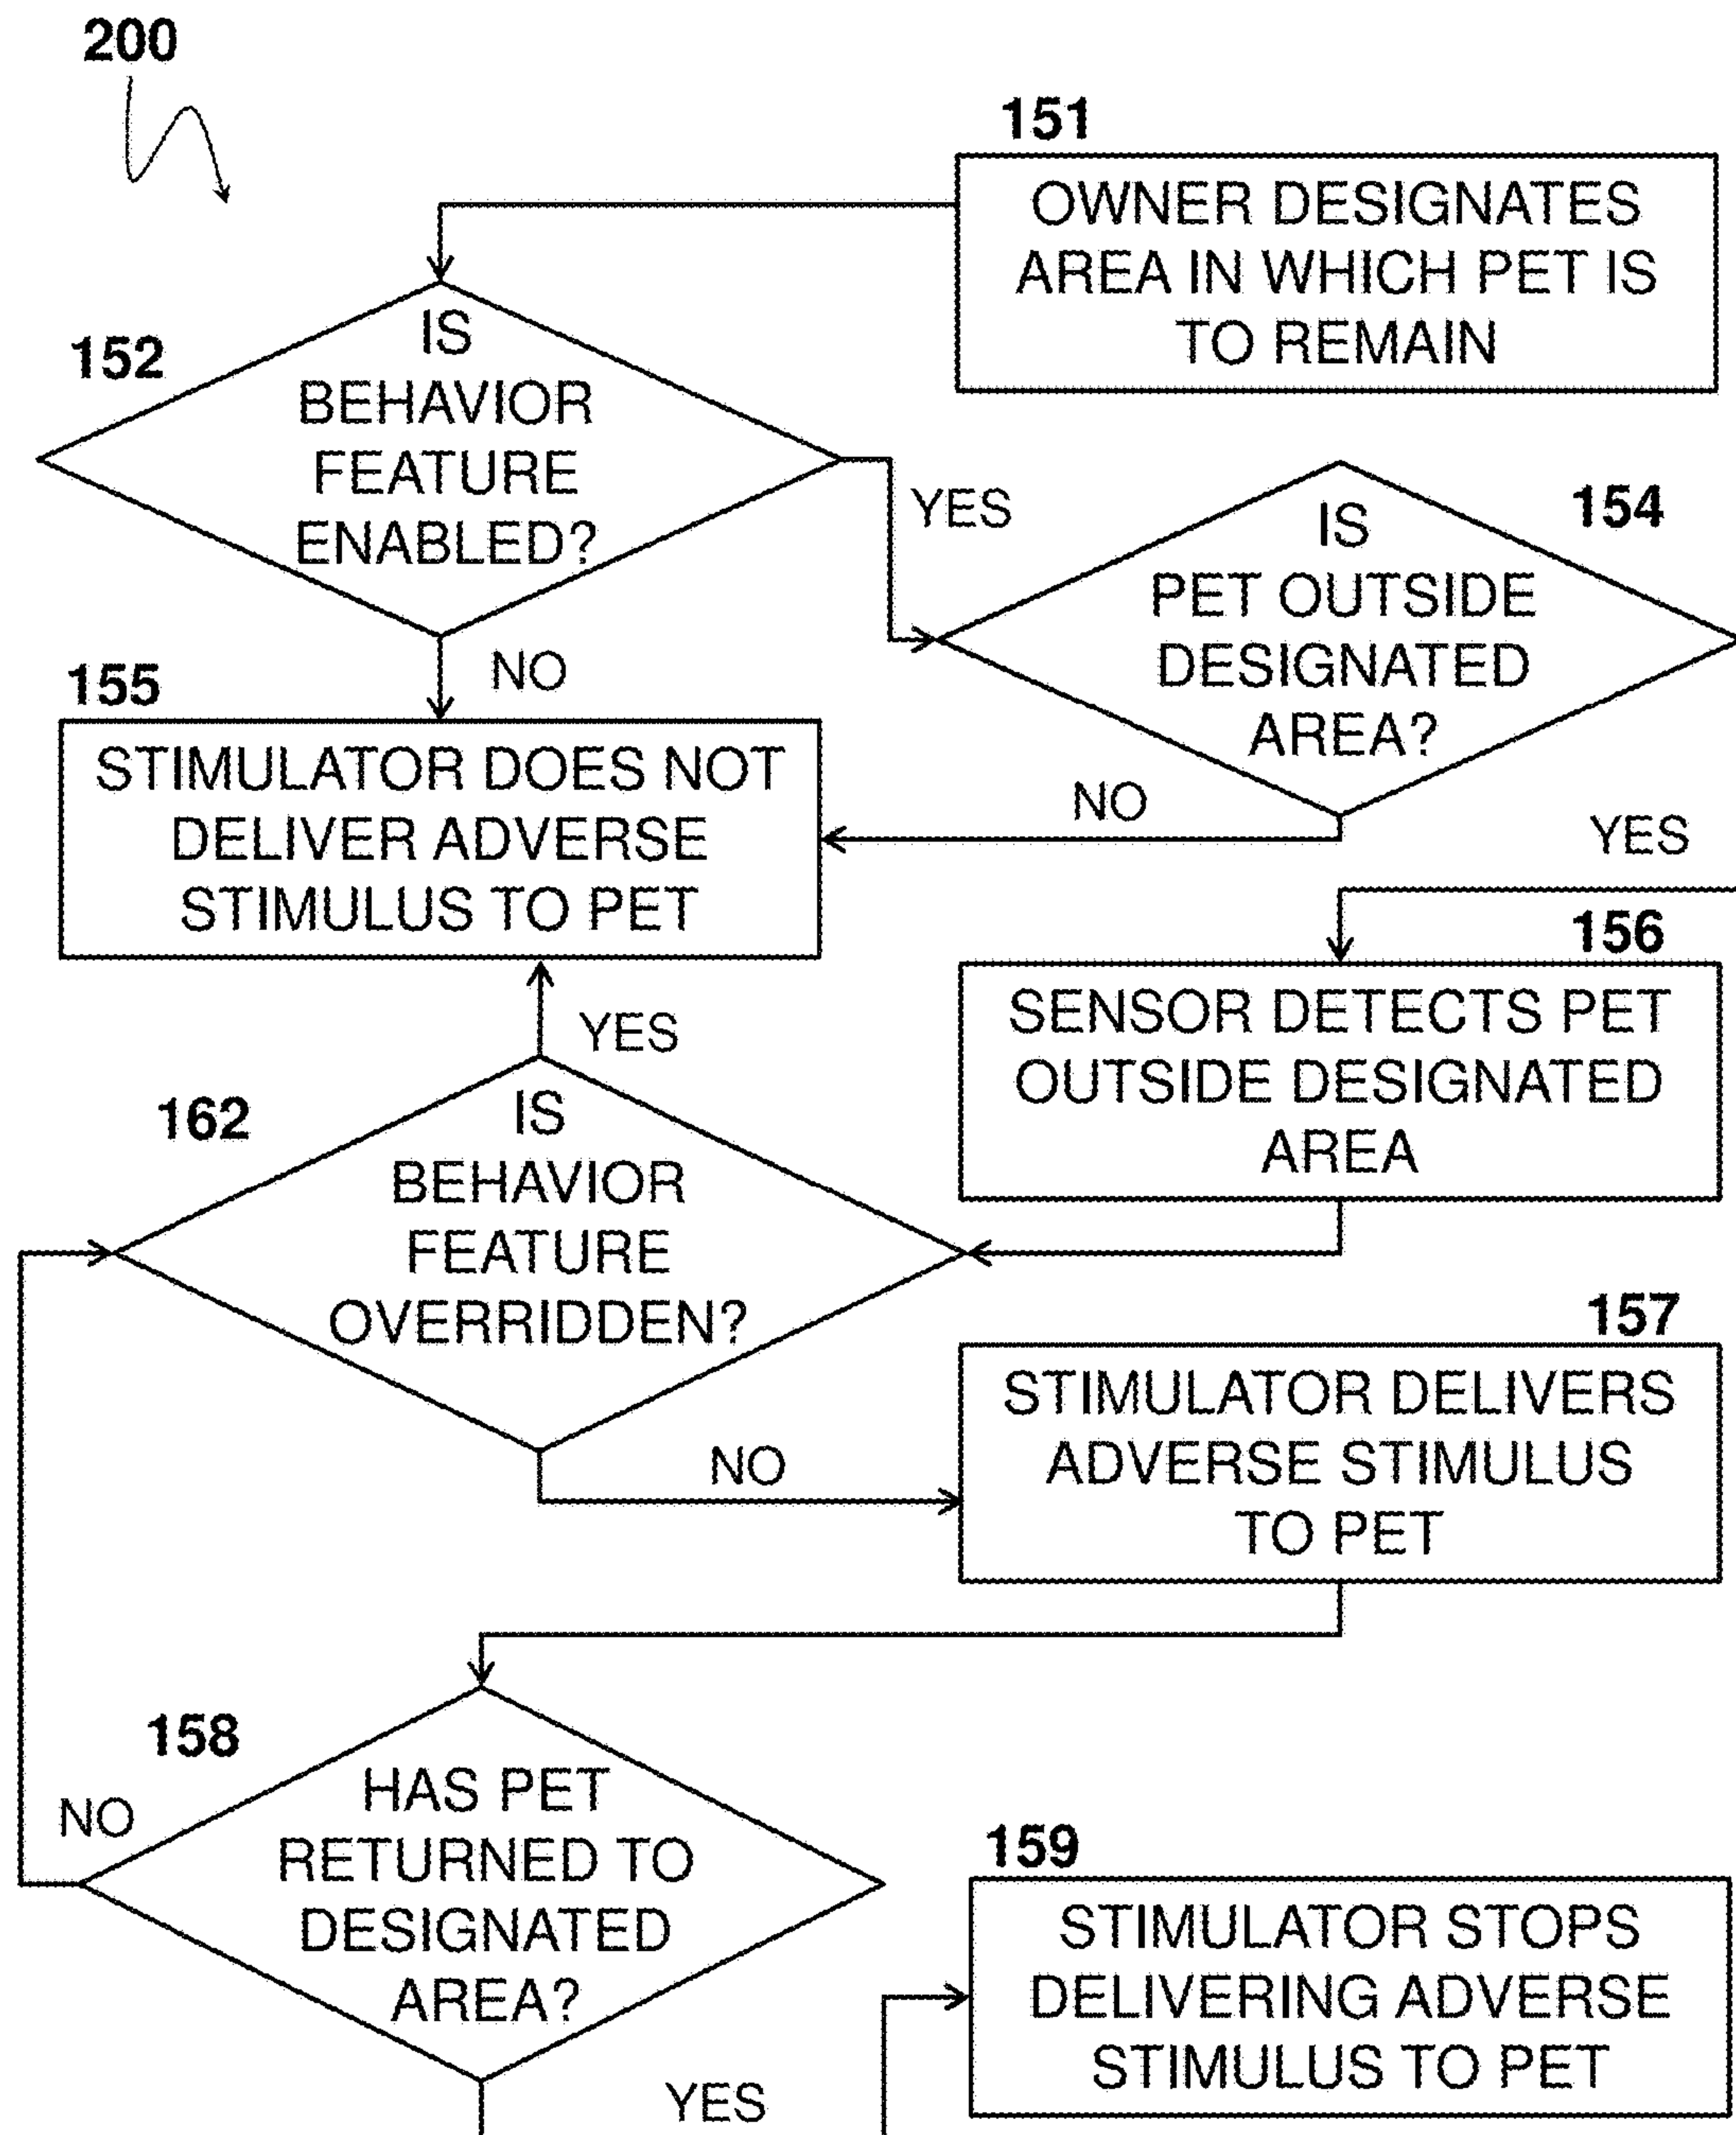 200
151
OWNER DESIGNATES
AREA IN WHICH PET IS
TO REMAIN
152
IS
BEHAVIOR
FEATURE
ENABLED?
YES
154
IS
PET OUTSIDE
DESIGNATED
AREA?
NO
155
STIMULATOR DOES NOT
DELIVER ADVERSE
STIMULUS TO PET
NO
YES
156
SENSOR DETECTS PET
OUTSIDE DESIGNATED
AREA
YES
162
IS
BEHAVIOR
FEATURE
OVERRIDDEN?
NO
157
STIMULATOR DELIVERS
ADVERSE STIMULUS
TO PET
158
HAS PET
RETURNED TO
DESIGNATED
AREA?
NO
YES
159
STIMULATOR STOPS
DELIVERING ADVERSE
STIMULUS TO PET